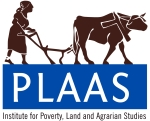 PLAAS
Institute for Poverty, Land and Agrarian Studies